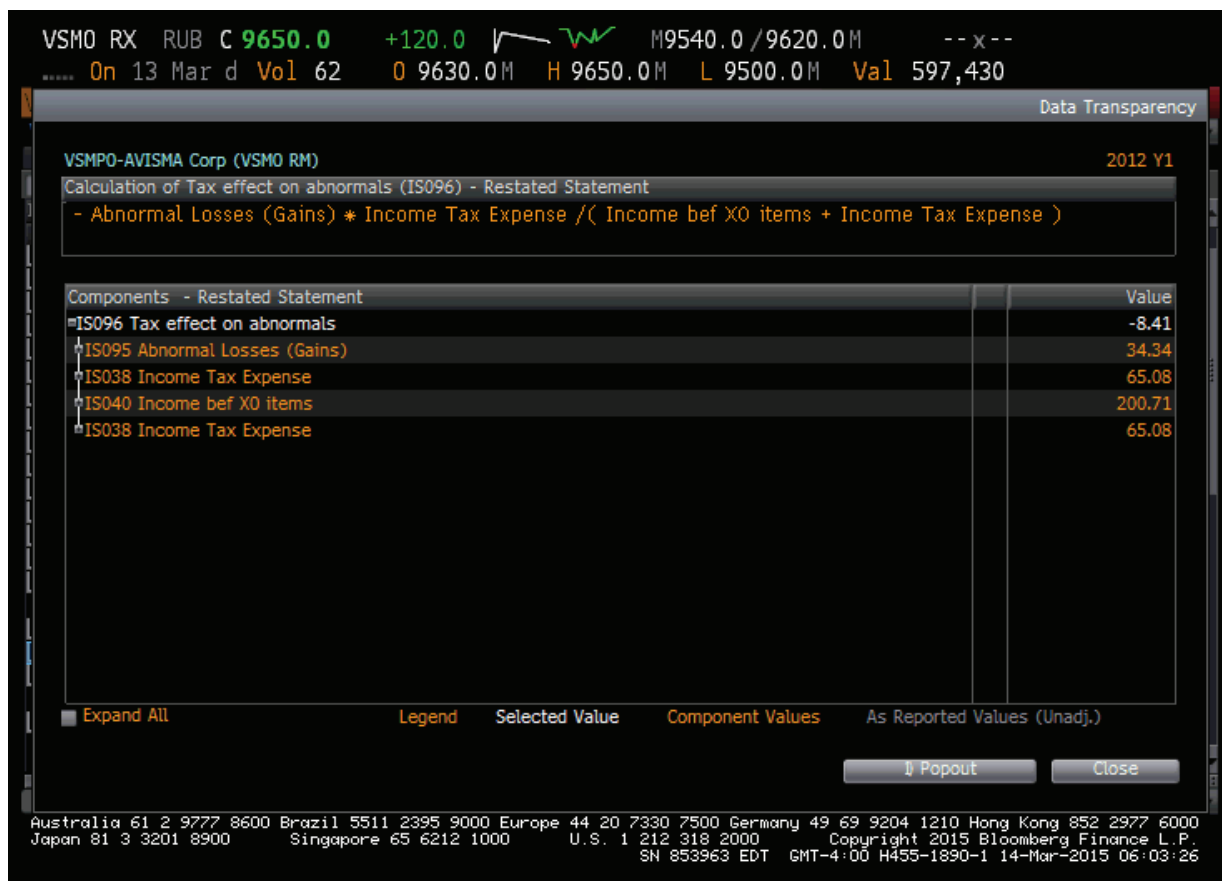 VSMO RX RUB C 9650.0 +120.0 M9540.0/9620.0M --x--
On 13 Mar d Vol 62 O 9630.0M H 9650.0M L 9500.0M Val 597,430
Data Transparency
VSMPO-AVISMA Corp (VSMO RM) 2012 Y1
Calculation of Tax effect on abnormals (IS096) - Restated Statement
- Abnormal Losses (Gains) * Income Tax Expense /( Income bef XO items + Income Tax Expense )
Components - Restated Statement Value
IS096 Tax effect on abnormals -8.41
IS095 Abnormal Losses (Gains) 34.34
IS038 Income Tax Expense 65.08
IS040 Income bef XO items 200.71
IS038 Income Tax Expense 65.08
Expand All Legend Selected Value Component Values As Reported Values (Unadj.)
1) Popout Close
Australia 61 2 9777 8600 Brazil 5511 2395 9000 Europe 44 20 7330 7500 Germany 49 69 9204 1210 Hong Kong 852 2977 6000
Japan 81 3 3201 8900 Singapore 65 6212 1000 U.S. 1 212 318 2000 Copyright 2015 Bloomberg Finance L.P.
SN 853963 EDT GMT-4:00 H455-1890-1 14-Mar-2015 06:03:26